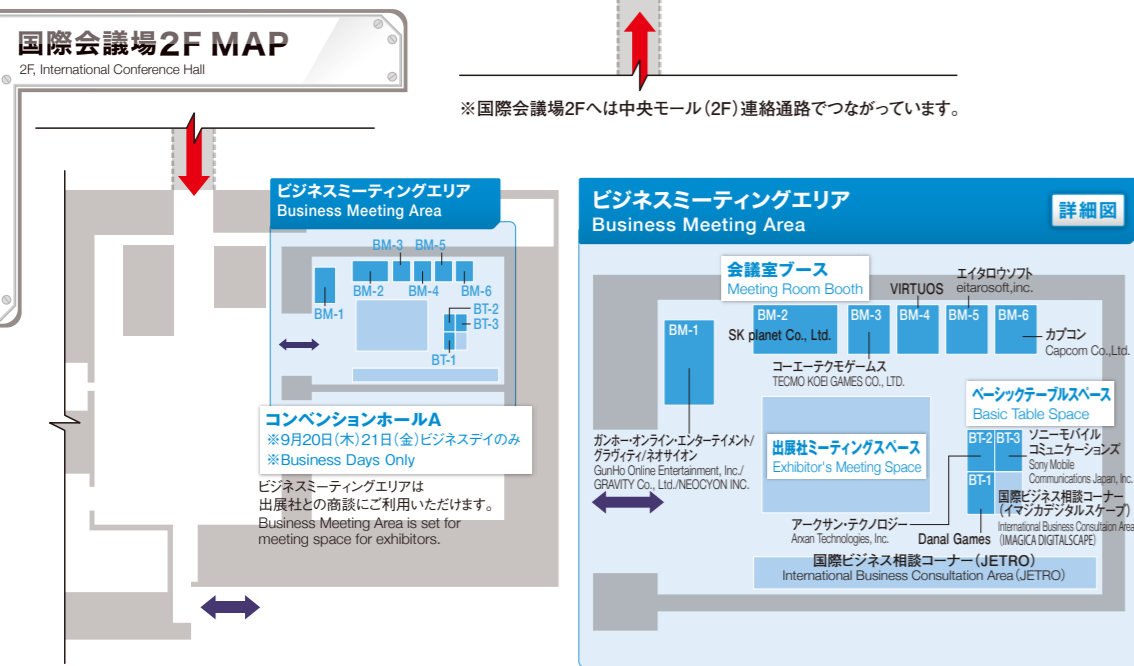 国際会議場2F MAP
2F, International Conference Hall
※国際会議場2Fへは中央モール（2F）連絡通路でつながっています。
ビジネスミーティングエリア
Business Meeting Area
BM-3 BM-5
BM-2 BM-4 BM-6
BM-1
BT-2
BT-3
BT-1
コンベンションホールA
※9月20日（木）21日（金）ビジネスデイのみ
※Business Days Only
ビジネスミーティングエリアは
出展社との商談にご利用いただけます。
Business Meeting Area is set for
meeting space for exhibitors.
ビジネスミーティングエリア
Business Meeting Area
詳細図
会議室ブース
Meeting Room Booth
VIRTUOS
エイタロウソフト
eitarosoft,inc.
BM-1
BM-2
SK planet Co., Ltd.
BM-3
BM-4
BM-5
BM-6
カプコン
Capcom Co.,Ltd.
コーエーテクモゲームス
TECMO KOEI GAMES CO., LTD.
ベーシックテーブルスペース
Basic Table Space
ガンホー・オンライン・エンターテイメント/
グラヴィティ/ネオサイオン
GunHo Online Entertainment, Inc./
GRAVITY Co., Ltd./NEOCYON INC.
出展社ミーティングスペース
Exhibitor's Meeting Space
BT-2
BT-3
BT-1
ソニーモバイル
コミュニケーションズ
Sony Mobile
Communications Japan, Inc.
国際ビジネス相談コーナー
（イマジカデジタルスケープ）
International Business Consultaion Area
(IMAGICA DIGITALSCAPE)
アークサン・テクノロジー
Arxan Technologies, Inc.
Danal Games
国際ビジネス相談コーナー（JETRO）
International Business Consultation Area（JETRO）